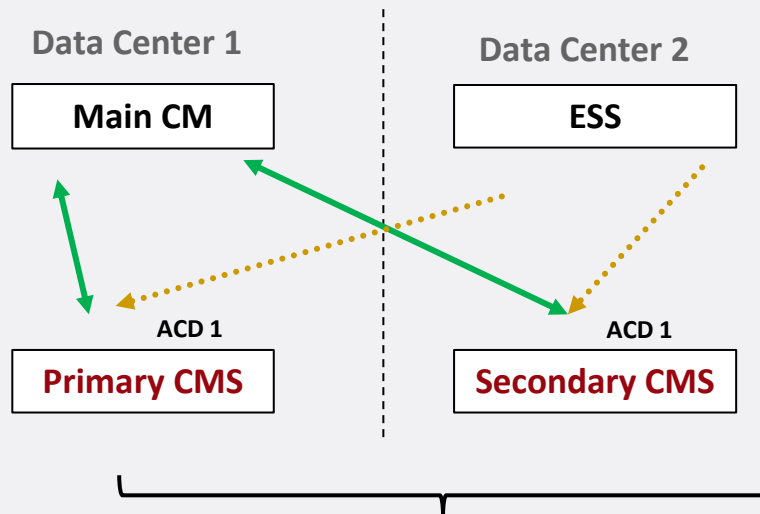 Data Center 1
Data Center 2
Main CM
ESS
ACD 1
ACD 1
Primary CMS
Secondary CMS